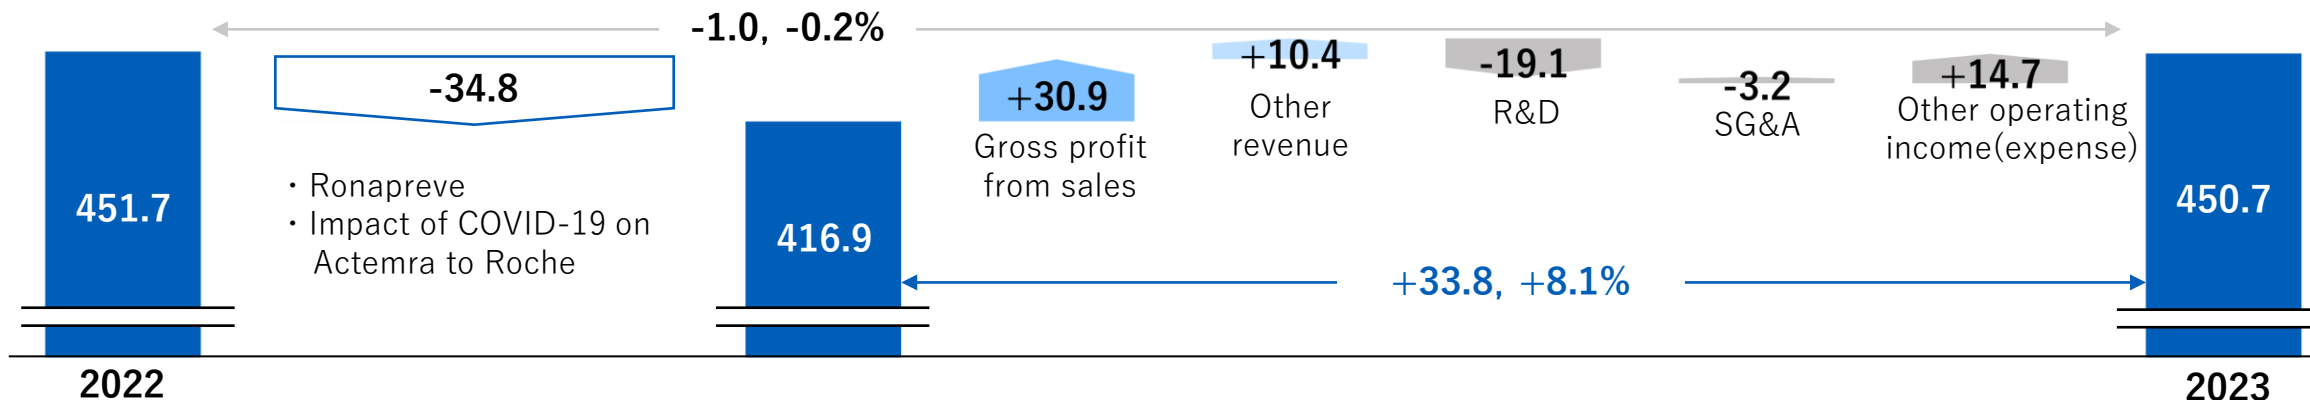 -1.0, -0.2%
-34.8
+30.9
Gross profit
from sales
+10.4
Other
revenue
-19.1
R&D
-3.2
SG&A
+14.7
Other operating
income(expense)
・Ronapreve
・Impact of COVID-19 on
Actemra to Roche
451.7
416.9
450.7
+33.8, +8.1%
2022
2023